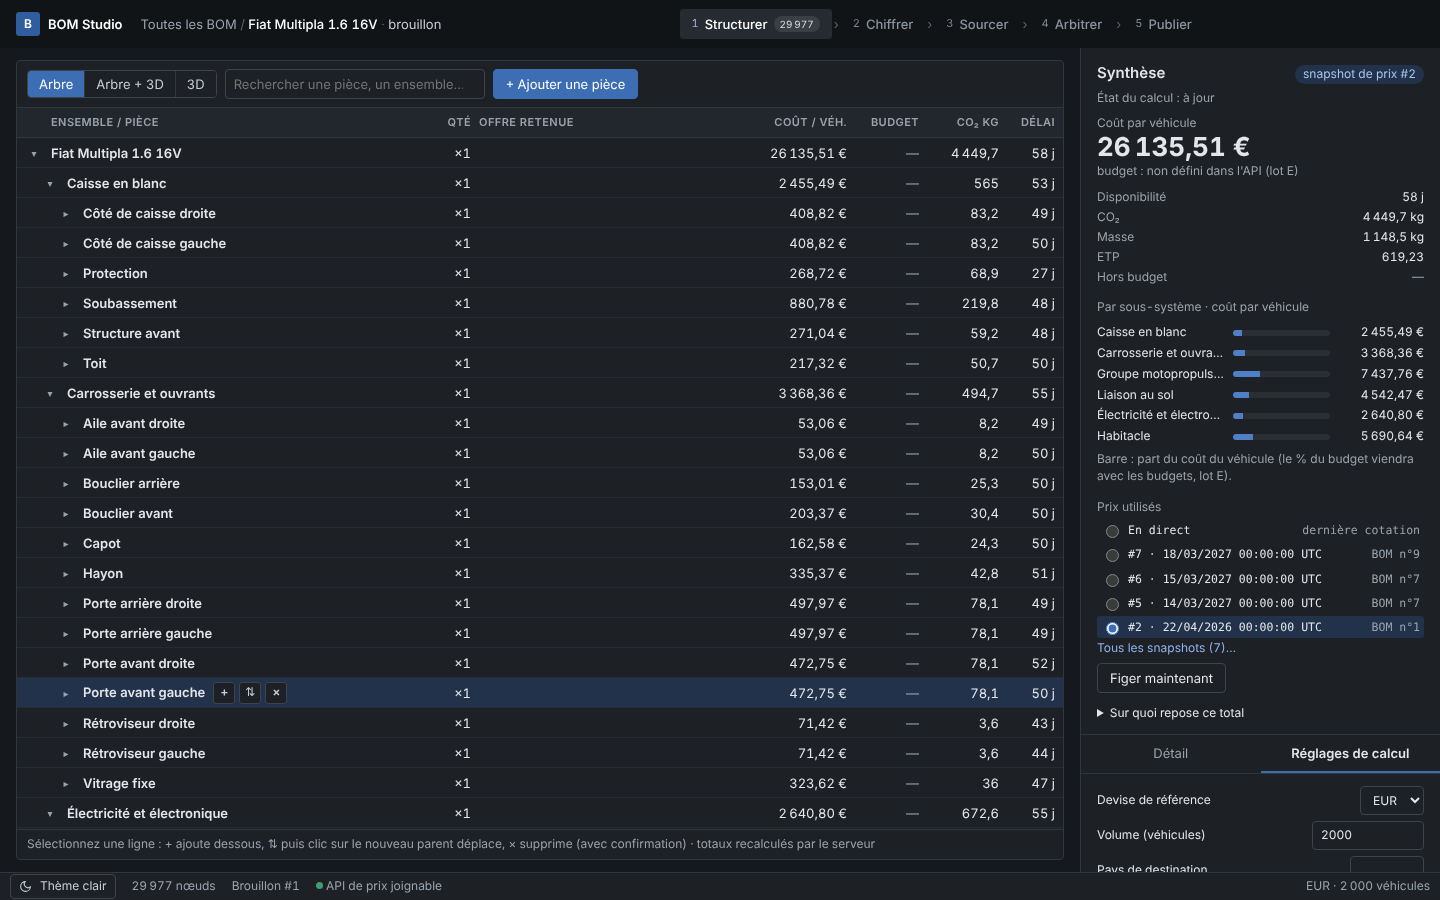 B BOM Studio Toutes les BOM / Fiat Multipla 1.6 16V · brouillon 1 Structurer 29 977 › 2 Chiffrer › 3 Sourcer › 4 Arbitrer › 5 Publier
Arbre Arbre + 3D 3D Rechercher une pièce, un ensemble... + Ajouter une pièce
ENSEMBLE / PIÈCE QTÉ OFFRE RETENUE COÛT / VÉH. BUDGET CO₂ KG DÉLAI
▾ Fiat Multipla 1.6 16V ×1 26 135,51 € — 4 449,7 58 j
▾ Caisse en blanc ×1 2 455,49 € — 565 53 j
▸ Côté de caisse droite ×1 408,82 € — 83,2 49 j
▸ Côté de caisse gauche ×1 408,82 € — 83,2 50 j
▸ Protection ×1 268,72 € — 68,9 27 j
▸ Soubassement ×1 880,78 € — 219,8 48 j
▸ Structure avant ×1 271,04 € — 59,2 48 j
▸ Toit ×1 217,32 € — 50,7 50 j
▾ Carrosserie et ouvrants ×1 3 368,36 € — 494,7 55 j
▸ Aile avant droite ×1 53,06 € — 8,2 49 j
▸ Aile avant gauche ×1 53,06 € — 8,2 50 j
▸ Bouclier arrière ×1 153,01 € — 25,3 50 j
▸ Bouclier avant ×1 203,37 € — 30,4 50 j
▸ Capot ×1 162,58 € — 24,3 50 j
▸ Hayon ×1 335,37 € — 42,8 51 j
▸ Porte arrière droite ×1 497,97 € — 78,1 49 j
▸ Porte arrière gauche ×1 497,97 € — 78,1 49 j
▸ Porte avant droite ×1 472,75 € — 78,1 52 j
▸ Porte avant gauche + ⇅ × ×1 472,75 € — 78,1 50 j
▸ Rétroviseur droite ×1 71,42 € — 3,6 43 j
▸ Rétroviseur gauche ×1 71,42 € — 3,6 44 j
▸ Vitrage fixe ×1 323,62 € — 36 47 j
▾ Électricité et électronique ×1 2 640,80 € — 672,6 55 j
Sélectionnez une ligne : + ajoute dessous, ⇅ puis clic sur le nouveau parent déplace, × supprime (avec confirmation) · totaux recalculés par le serveur
Synthèse snapshot de prix #2
État du calcul : à jour
Coût par véhicule
26 135,51 €
budget : non défini dans l'API (lot E)
Disponibilité 58 j
CO₂ 4 449,7 kg
Masse 1 148,5 kg
ETP 619,23
Hors budget —
Par sous-système · coût par véhicule
Caisse en blanc 2 455,49 €
Carrosserie et ouvra... 3 368,36 €
Groupe motopropuls... 7 437,76 €
Liaison au sol 4 542,47 €
Électricité et électro... 2 640,80 €
Habitacle 5 690,64 €
Barre : part du coût du véhicule (le % du budget viendra
avec les budgets, lot E).
Prix utilisés
En direct dernière cotation
#7 · 18/03/2027 00:00:00 UTC BOM n°9
#6 · 15/03/2027 00:00:00 UTC BOM n°7
#5 · 14/03/2027 00:00:00 UTC BOM n°7
#2 · 22/04/2026 00:00:00 UTC BOM n°1
Tous les snapshots (7)...
Figer maintenant
▶ Sur quoi repose ce total
Détail Réglages de calcul
Devise de référence EUR
Volume (véhicules) 2000
Pays de destination
Thème clair 29 977 nœuds Brouillon #1 API de prix joignable EUR · 2 000 véhicules